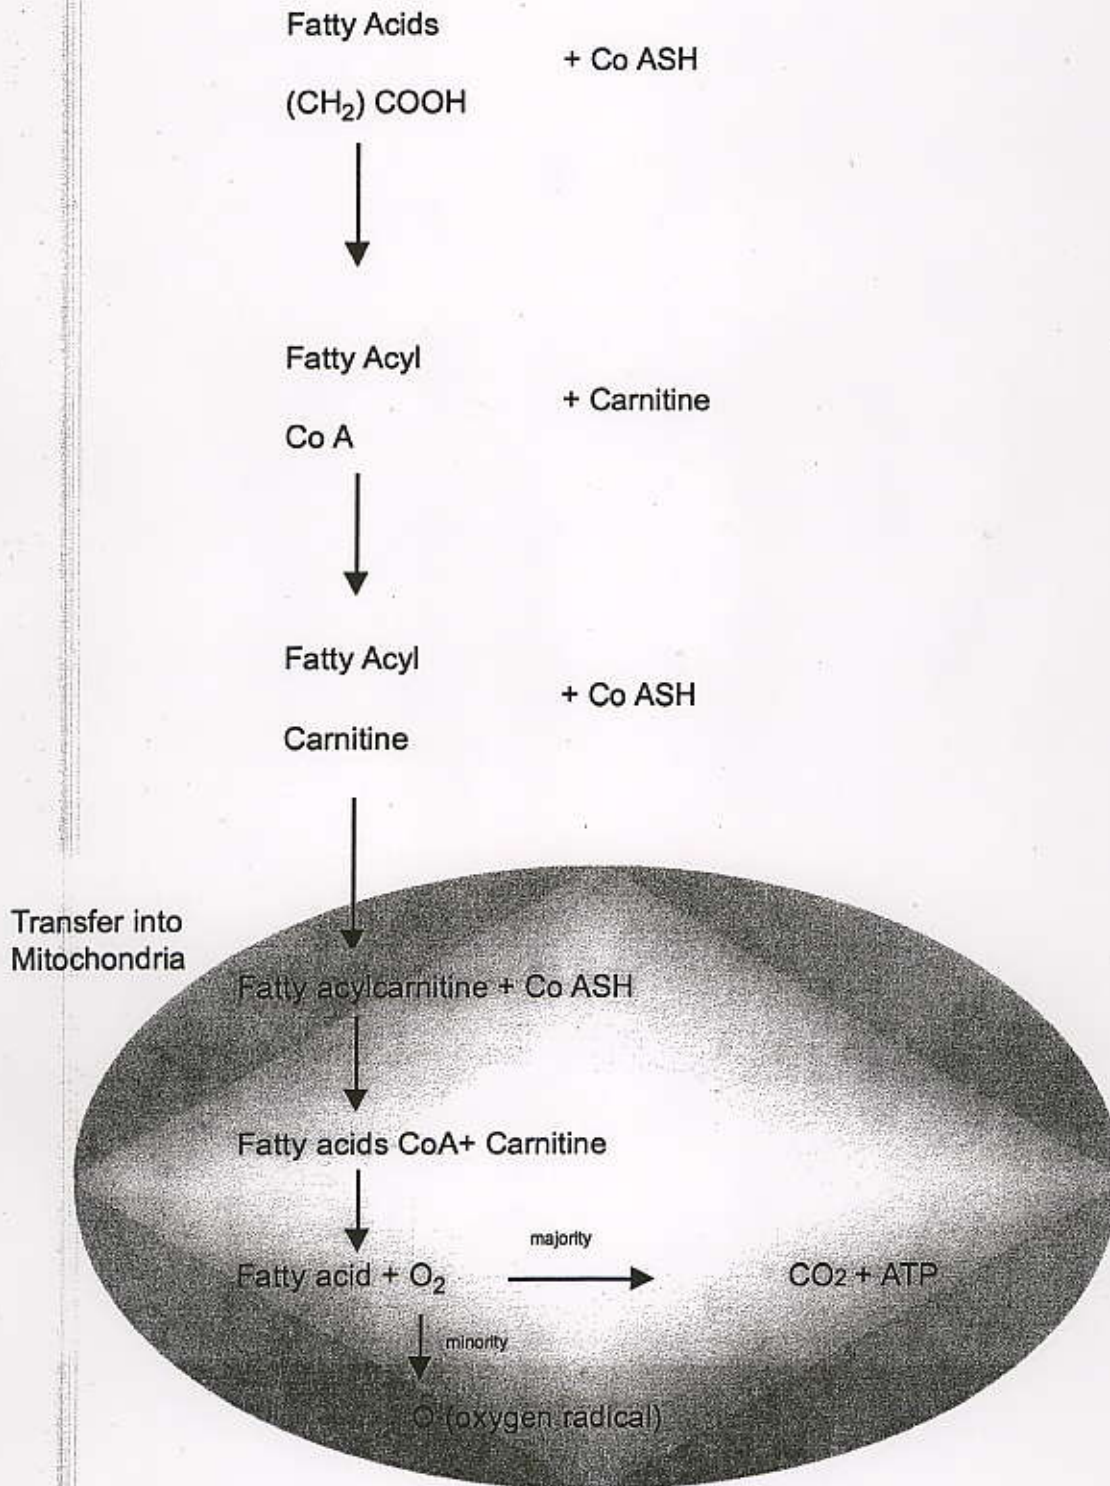 Fatty Acids
+ Co ASH
(CH₂) COOH
Fatty Acyl
+ Carnitine
Co A
Fatty Acyl
+ Co ASH
Carnitine
Transfer into
Mitochondria
Fatty acylcarnitine + Co ASH
Fatty acids CoA+ Carnitine
majority
Fatty acid + O₂
CO2 + ATP
minority
O (oxygen radical)